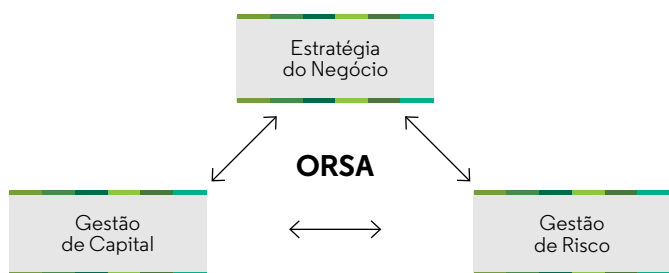 Estratégia
do Negócio
ORSA
Gestão
de Capital
Gestão
de Risco